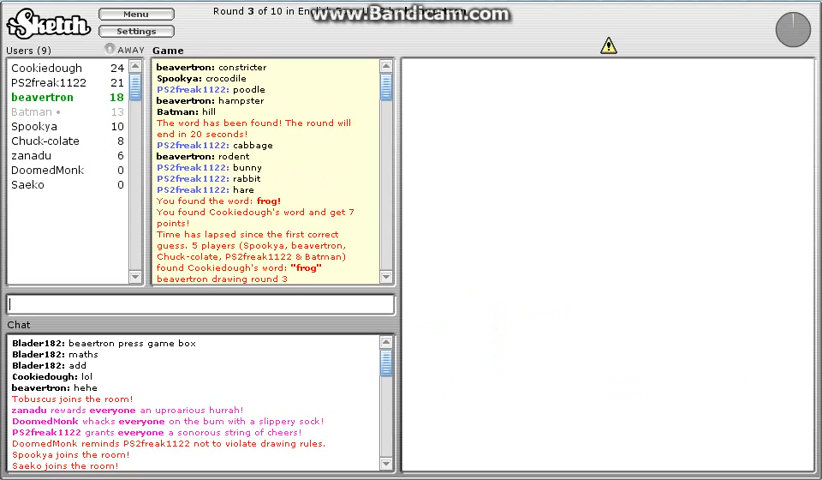 www.Bandicam.com
iSketch
Menu
Settings
Round 3 of 10 in English
Users (9)
AWAY
Game
Cookiedough 24
PS2freak1122 21
beavertron 18
Batman • 13
Spookya 10
Chuck-colate 8
zanadu 6
DoomedMonk 0
Saeko 0
beavertron: constricter
Spookya: crocodile
PS2freak1122: poodle
beavertron: hampster
Batman: hill
The word has been found! The round will
end in 20 seconds!
PS2freak1122: cabbage
beavertron: rodent
PS2freak1122: bunny
PS2freak1122: rabbit
PS2freak1122: hare
You found the word: frog!
You found Cookiedough's word and get 7
points!
Time has lapsed since the first correct
guess. 5 players (Spookya, beavertron,
Chuck-colate, PS2freak1122 & Batman)
found Cookiedough's word: "frog"
beavertron drawing round 3
Chat
Blader182: beaertron press game box
Blader182: maths
Blader182: add
Cookiedough: lol
beavertron: hehe
Tobuscus joins the room!
zanadu rewards everyone an uproarious hurrah!
DoomedMonk whacks everyone on the bum with a slippery sock!
PS2freak1122 grants everyone a sonorous string of cheers!
DoomedMonk reminds PS2freak1122 not to violate drawing rules.
Spookya joins the room!
Saeko joins the room!